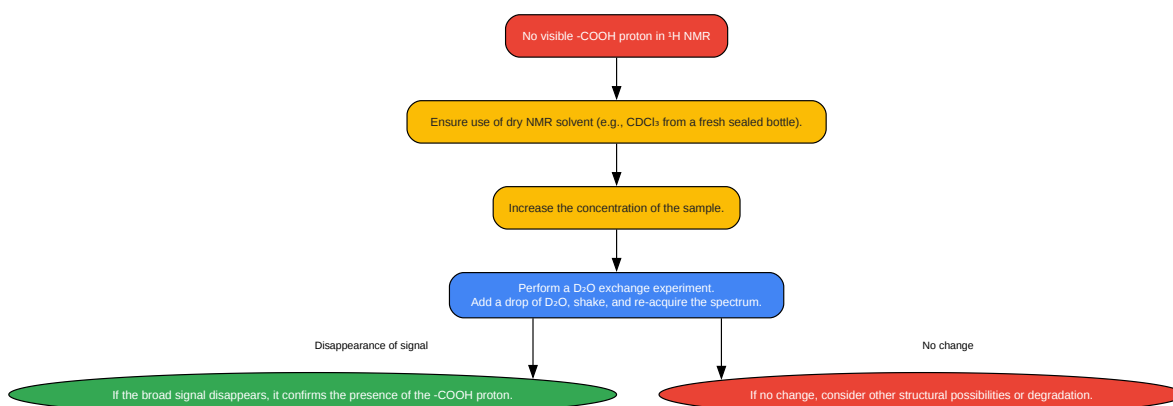 No visible -COOH proton in ¹H NMR
Ensure use of dry NMR solvent (e.g., CDCl₃ from a fresh sealed bottle).
Increase the concentration of the sample.
Perform a D₂O exchange experiment.
Add a drop of D₂O, shake, and re-acquire the spectrum.
Disappearance of signal
No change
If the broad signal disappears, it confirms the presence of the -COOH proton.
If no change, consider other structural possibilities or degradation.